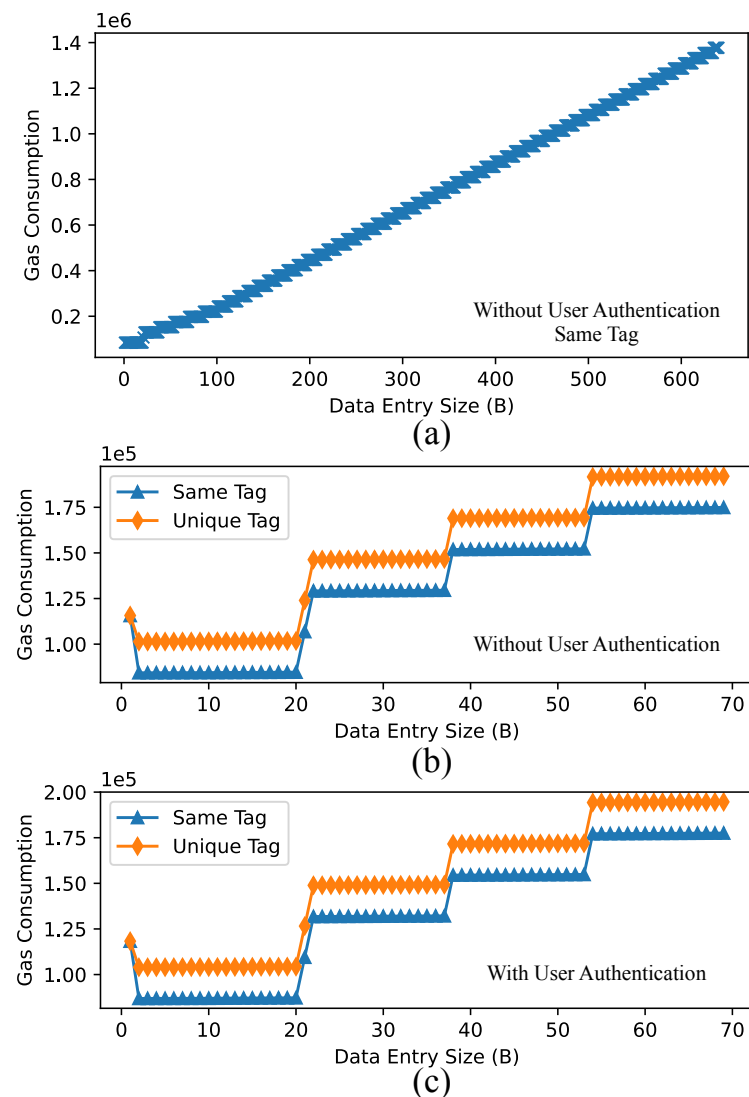 1e6
1.4
1.2
1.0
0.8
0.6
0.4
0.2
Gas Consumption
Without User Authentication
Same Tag
0 100 200 300 400 500 600
Data Entry Size (B)
(a)
1e5
Same Tag
Unique Tag
1.75
1.50
1.25
1.00
Gas Consumption
Without User Authentication
0 10 20 30 40 50 60 70
Data Entry Size (B)
(b)
1e5
2.00
Same Tag
Unique Tag
1.75
1.50
1.25
1.00
Gas Consumption
With User Authentication
0 10 20 30 40 50 60 70
Data Entry Size (B)
(c)